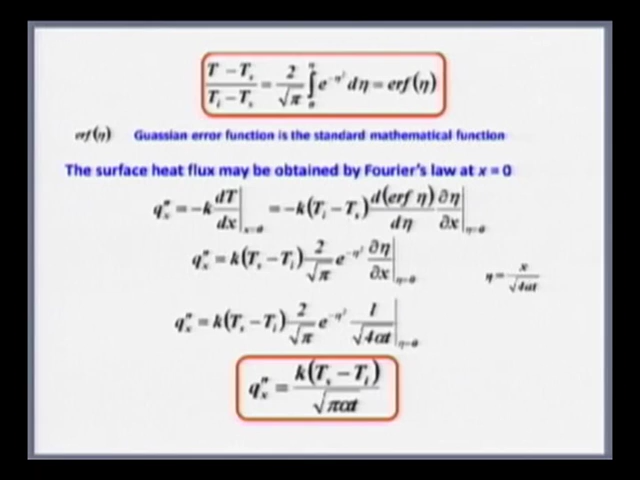 T − Tₛ / Tᵢ − Tₛ = 2/√π ∫₀^η e^(−η²) dη = erf(η)
erf(η) Guassian error function is the standard mathematical function
The surface heat flux may be obtained by Fourier's law at x = 0
q″ₓ = −k dT/dx |ₓ₌₀ = −k(Tᵢ − Tₛ) d(erf η)/dη ∂η/∂x |η₌₀
q″ₓ = k(Tₛ − Tᵢ) 2/√π e^(−η²) ∂η/∂x |η₌₀
η = x/√4αt
q″ₓ = k(Tₛ − Tᵢ) 2/√π e^(−η²) 1/√4αt |η₌₀
q″ₓ = k(Tₛ − Tᵢ)/√παt